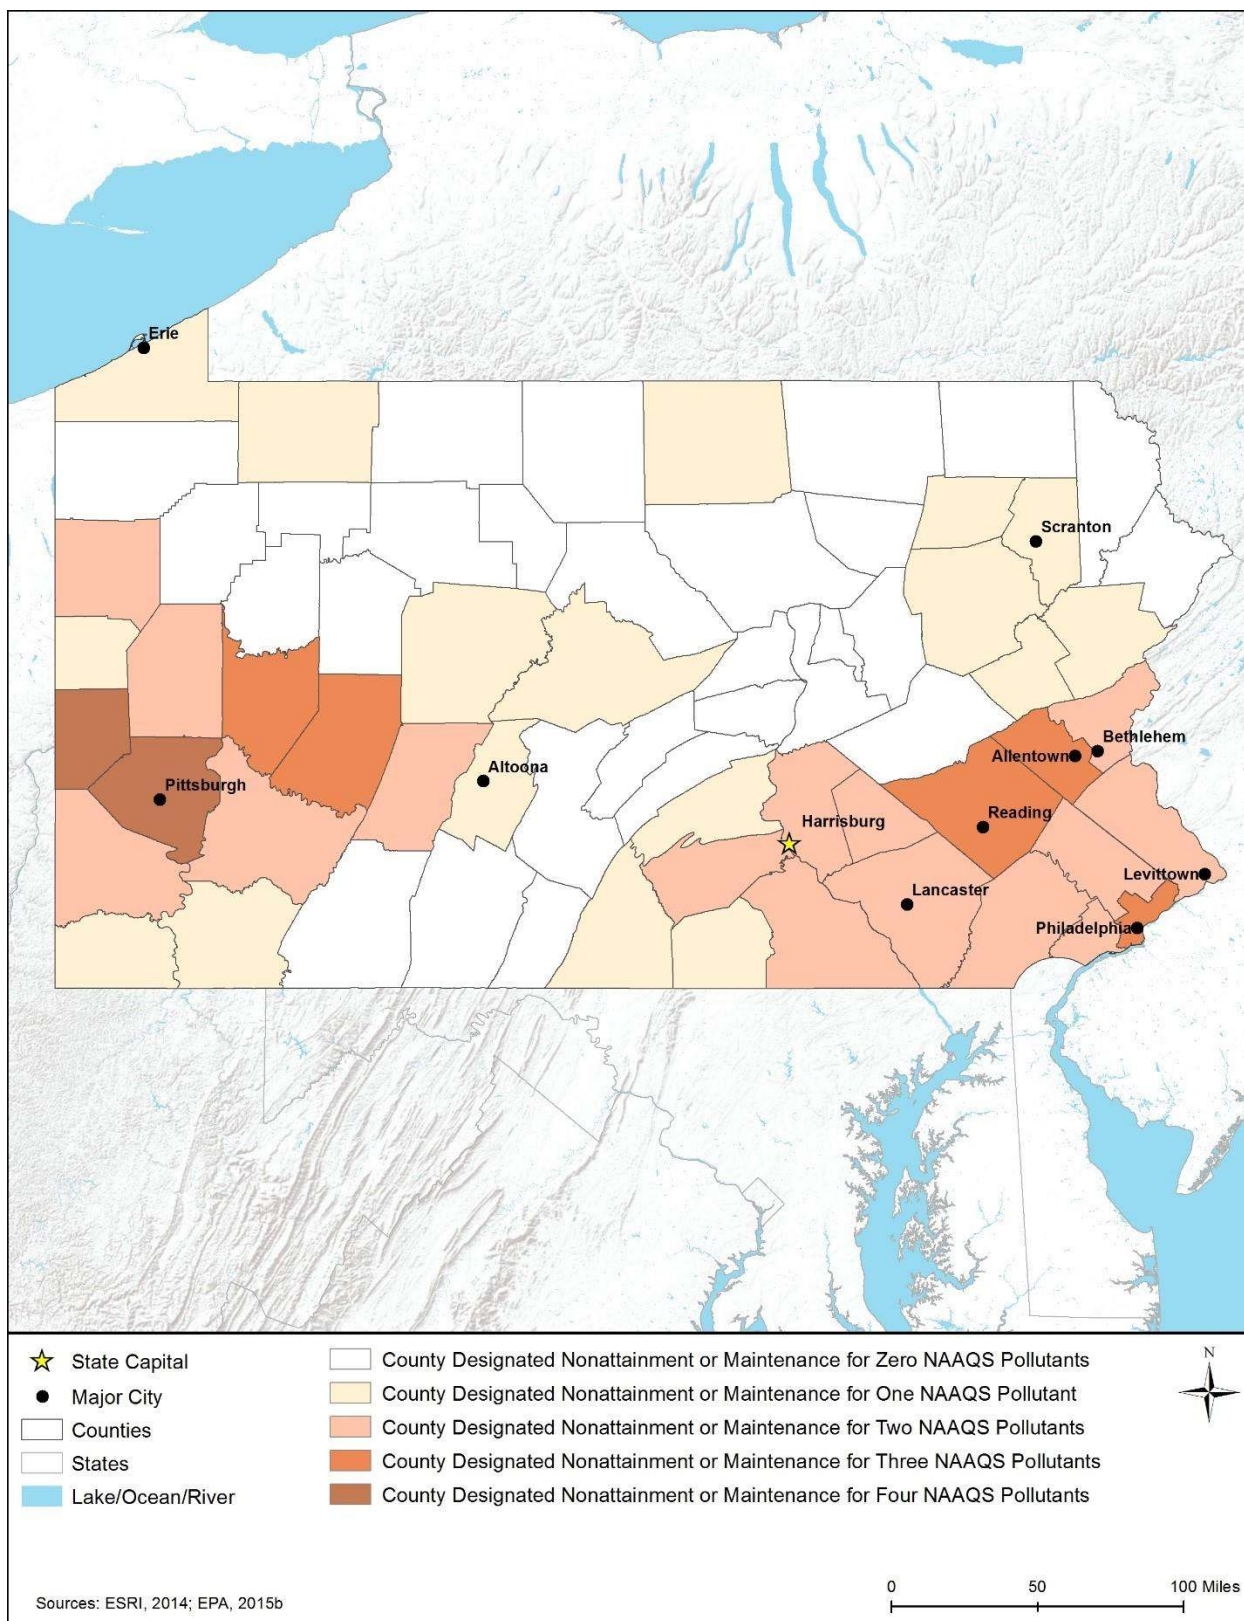 Erie
Scranton
Bethlehem
Allentown
Altoona
Pittsburgh
Reading
Harrisburg
Levittown
Lancaster
Philadelphia
State Capital
Major City
Counties
States
Lake/Ocean/River
County Designated Nonattainment or Maintenance for Zero NAAQS Pollutants
County Designated Nonattainment or Maintenance for One NAAQS Pollutant
County Designated Nonattainment or Maintenance for Two NAAQS Pollutants
County Designated Nonattainment or Maintenance for Three NAAQS Pollutants
County Designated Nonattainment or Maintenance for Four NAAQS Pollutants
N
0 50 100 Miles
Sources: ESRI, 2014; EPA, 2015b